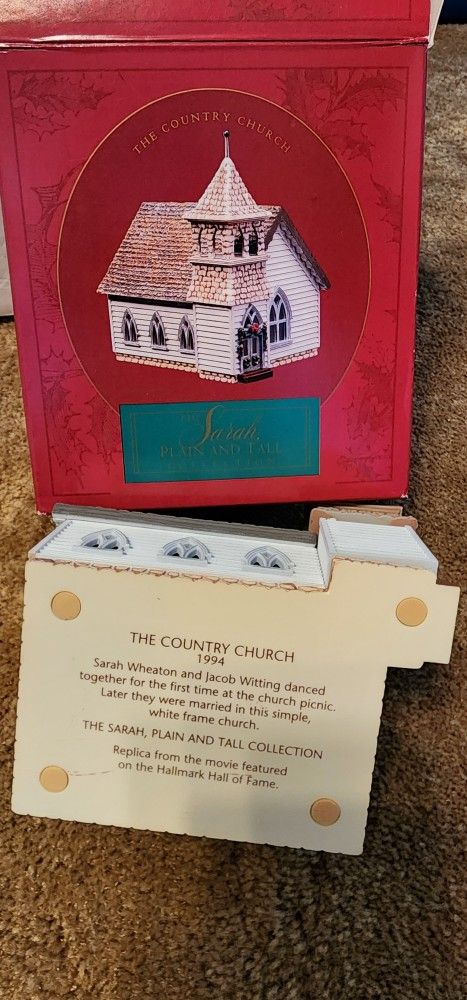 THE COUNTRY CHURCH
THE
Sarah,
PLAIN AND TALL
COLLECTION
THE COUNTRY CHURCH
1994
Sarah Wheaton and Jacob Witting danced
together for the first time at the church picnic.
Later they were married in this simple,
white frame church.
THE SARAH, PLAIN AND TALL COLLECTION
Replica from the movie featured
on the Hallmark Hall of Fame.